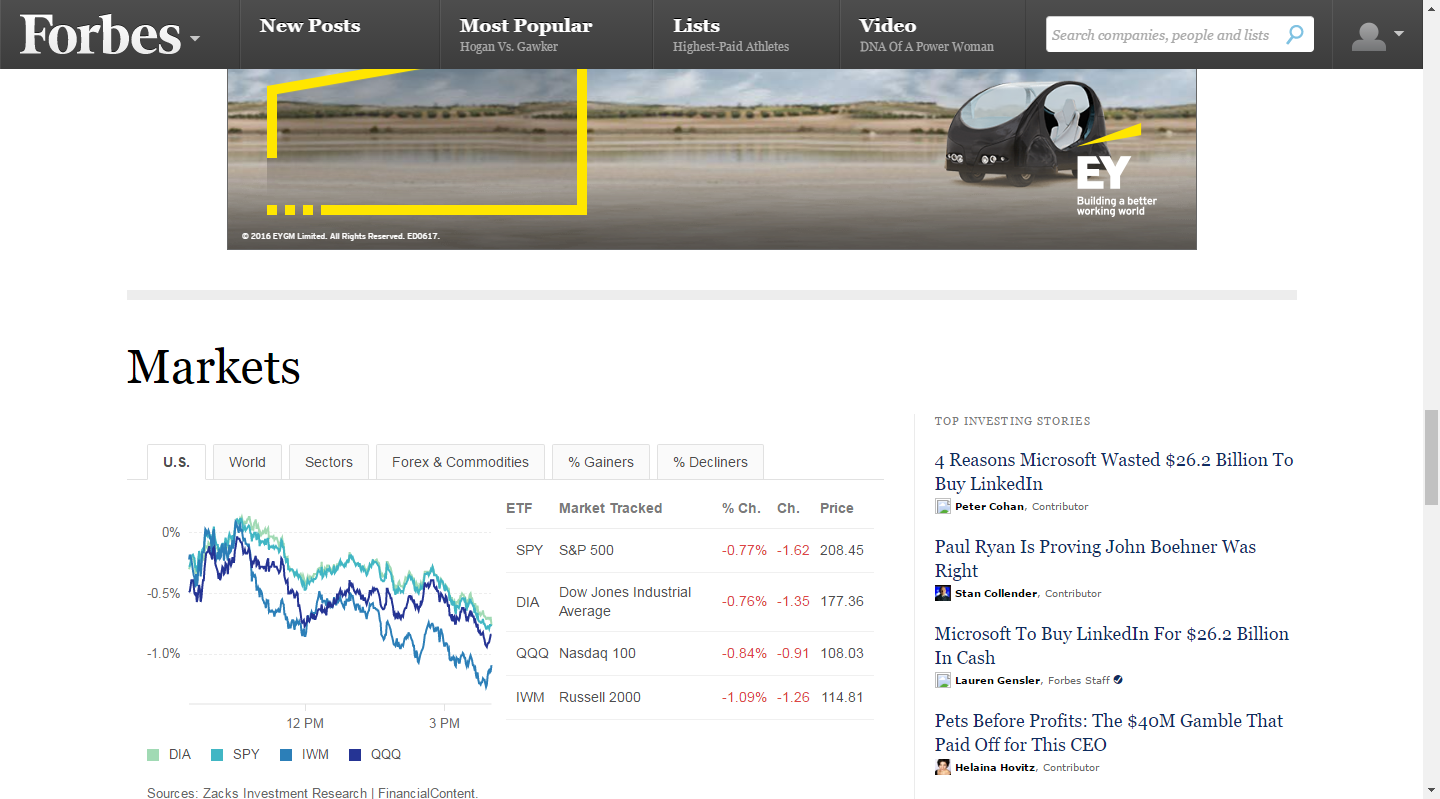 Forbes
New Posts
Most Popular
Hogan Vs. Gawker
Lists
Highest-Paid Athletes
Video
DNA Of A Power Woman
Search companies, people and lists
EY
Building a better
working world
© 2016 EYGM Limited. All Rights Reserved. ED0617.
Markets
U.S. World Sectors Forex & Commodities % Gainers % Decliners
0%
-0.5%
-1.0%
12 PM 3 PM
DIA SPY IWM QQQ
ETF Market Tracked % Ch. Ch. Price
SPY S&P 500 -0.77% -1.62 208.45
DIA Dow Jones Industrial Average -0.76% -1.35 177.36
QQQ Nasdaq 100 -0.84% -0.91 108.03
IWM Russell 2000 -1.09% -1.26 114.81
Sources: Zacks Investment Research | FinancialContent.
TOP INVESTING STORIES
4 Reasons Microsoft Wasted $26.2 Billion To
Buy LinkedIn
Peter Cohan, Contributor
Paul Ryan Is Proving John Boehner Was
Right
Stan Collender, Contributor
Microsoft To Buy LinkedIn For $26.2 Billion
In Cash
Lauren Gensler, Forbes Staff
Pets Before Profits: The $40M Gamble That
Paid Off for This CEO
Helaina Hovitz, Contributor